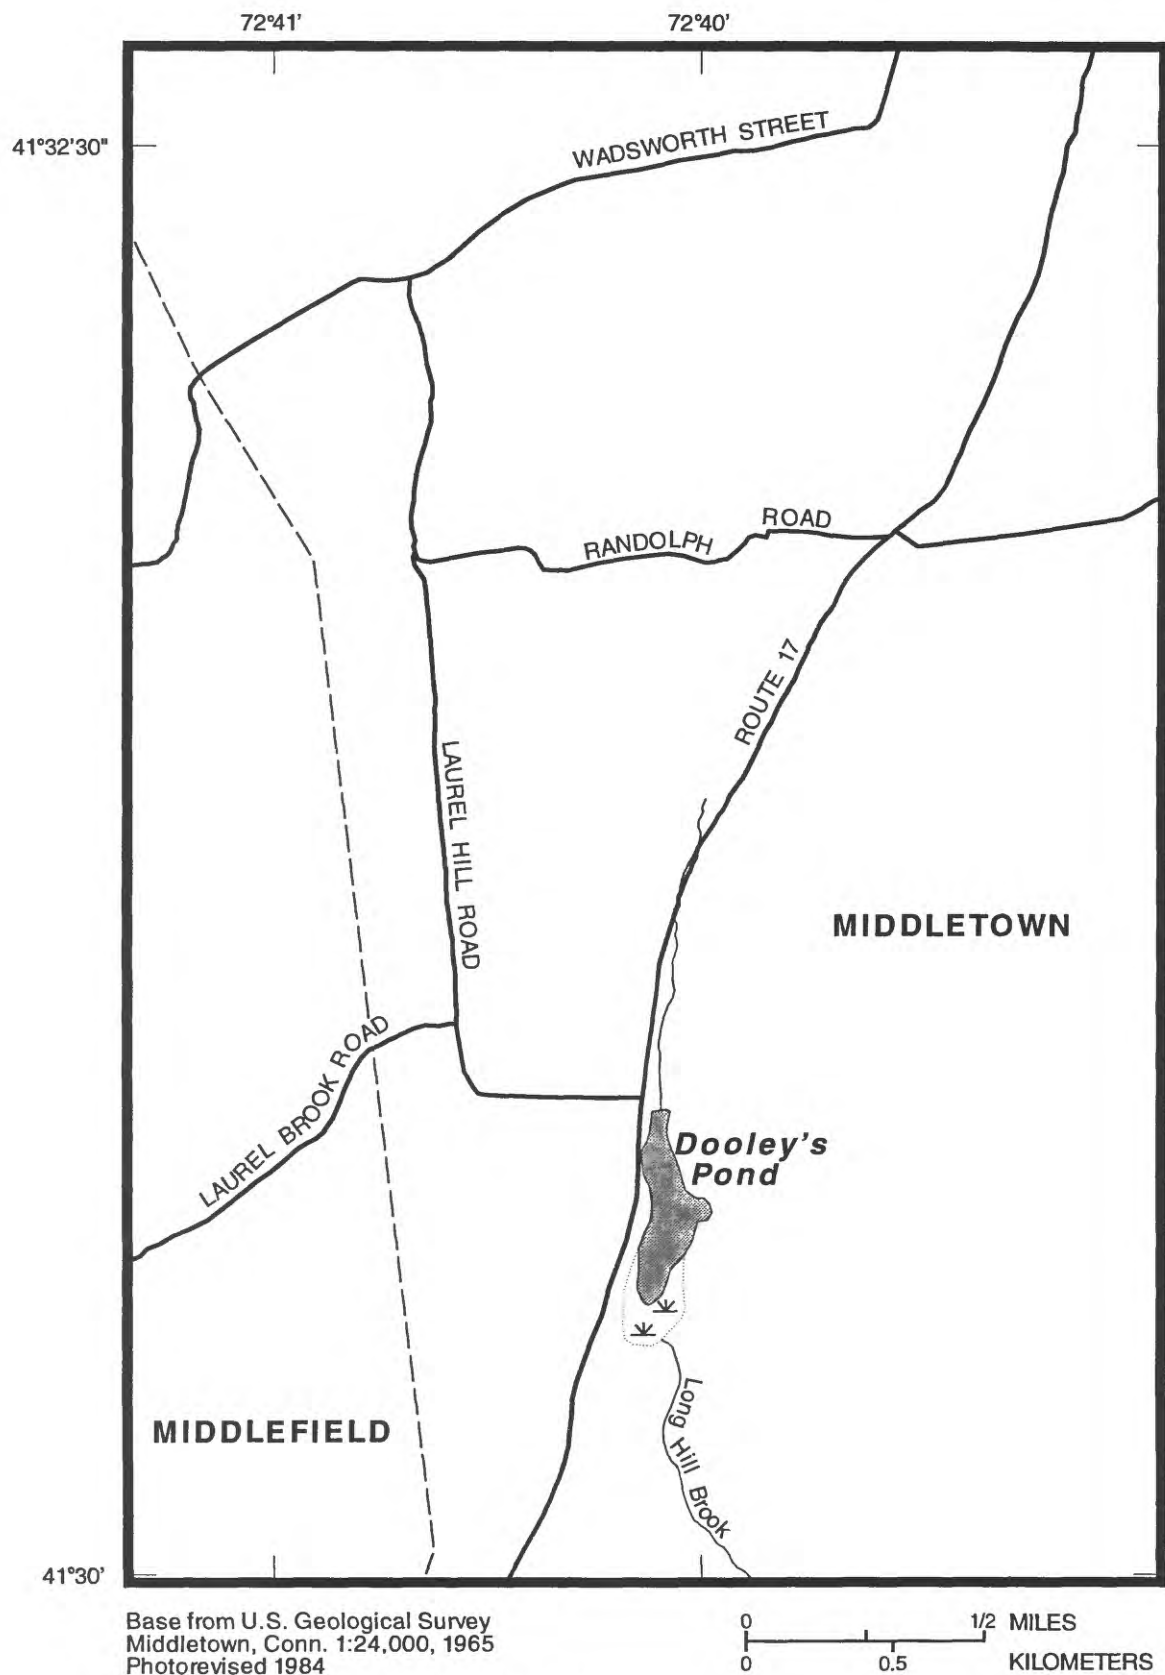 72°41' 72°40'
41°32'30"
WADSWORTH STREET
RANDOLPH ROAD
ROUTE 17
LAUREL HILL ROAD
MIDDLETOWN
LAUREL BROOK ROAD
Dooley's
Pond
Long Hill Brook
MIDDLEFIELD
41°30'
Base from U.S. Geological Survey
Middletown, Conn. 1:24,000, 1965
Photorevised 1984
0 1/2 MILES
0 0.5 KILOMETERS